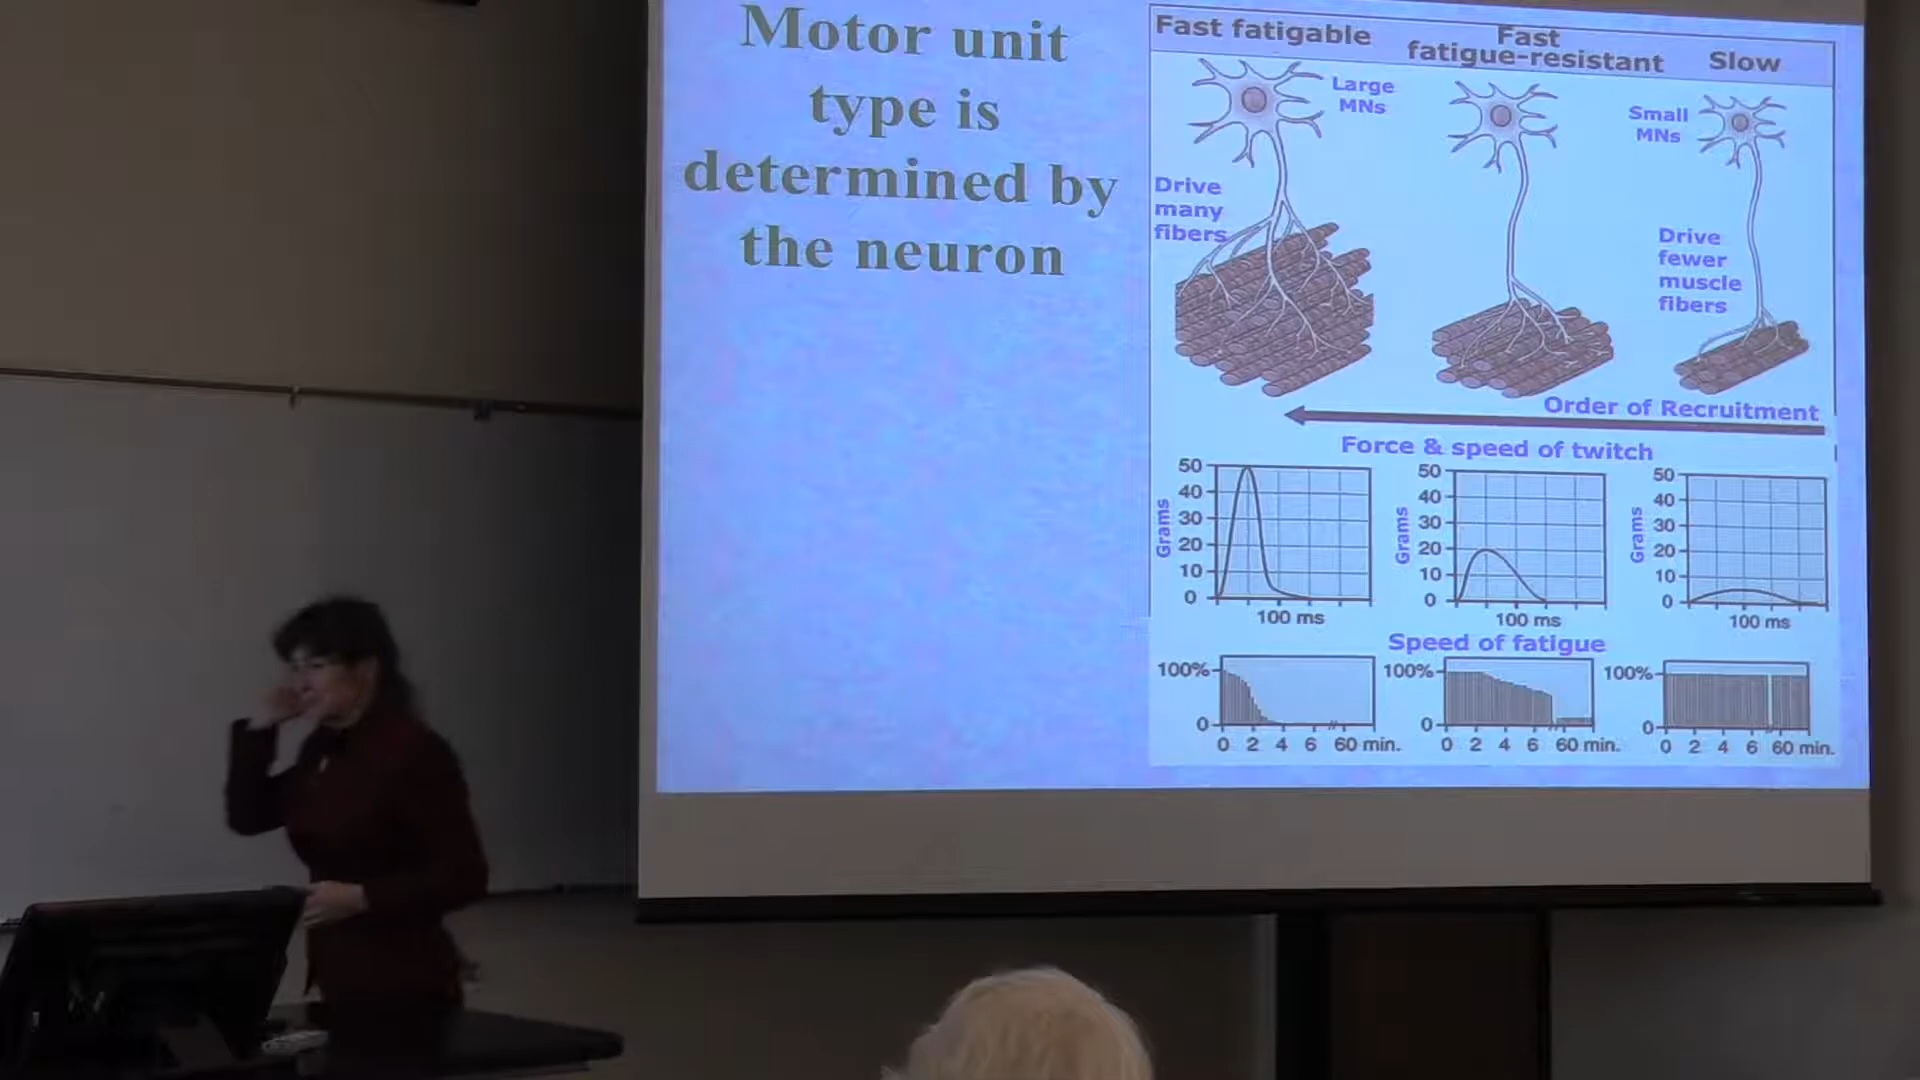 Motor unit
type is
determined by
the neuron
Fast fatigable
Fast
fatigue-resistant
Slow
Large
MNs
Small
MNs
Drive
many
fibers
Drive
fewer
muscle
fibers
Order of Recruitment
Force & speed of twitch
50
40
30
20
10
0
Grams
100 ms
50
40
30
20
10
0
Grams
100 ms
50
40
30
20
10
0
Grams
100 ms
Speed of fatigue
100%
0
0 2 4 6 60 min.
100%
0
0 2 4 6 60 min.
100%
0
0 2 4 6 60 min.